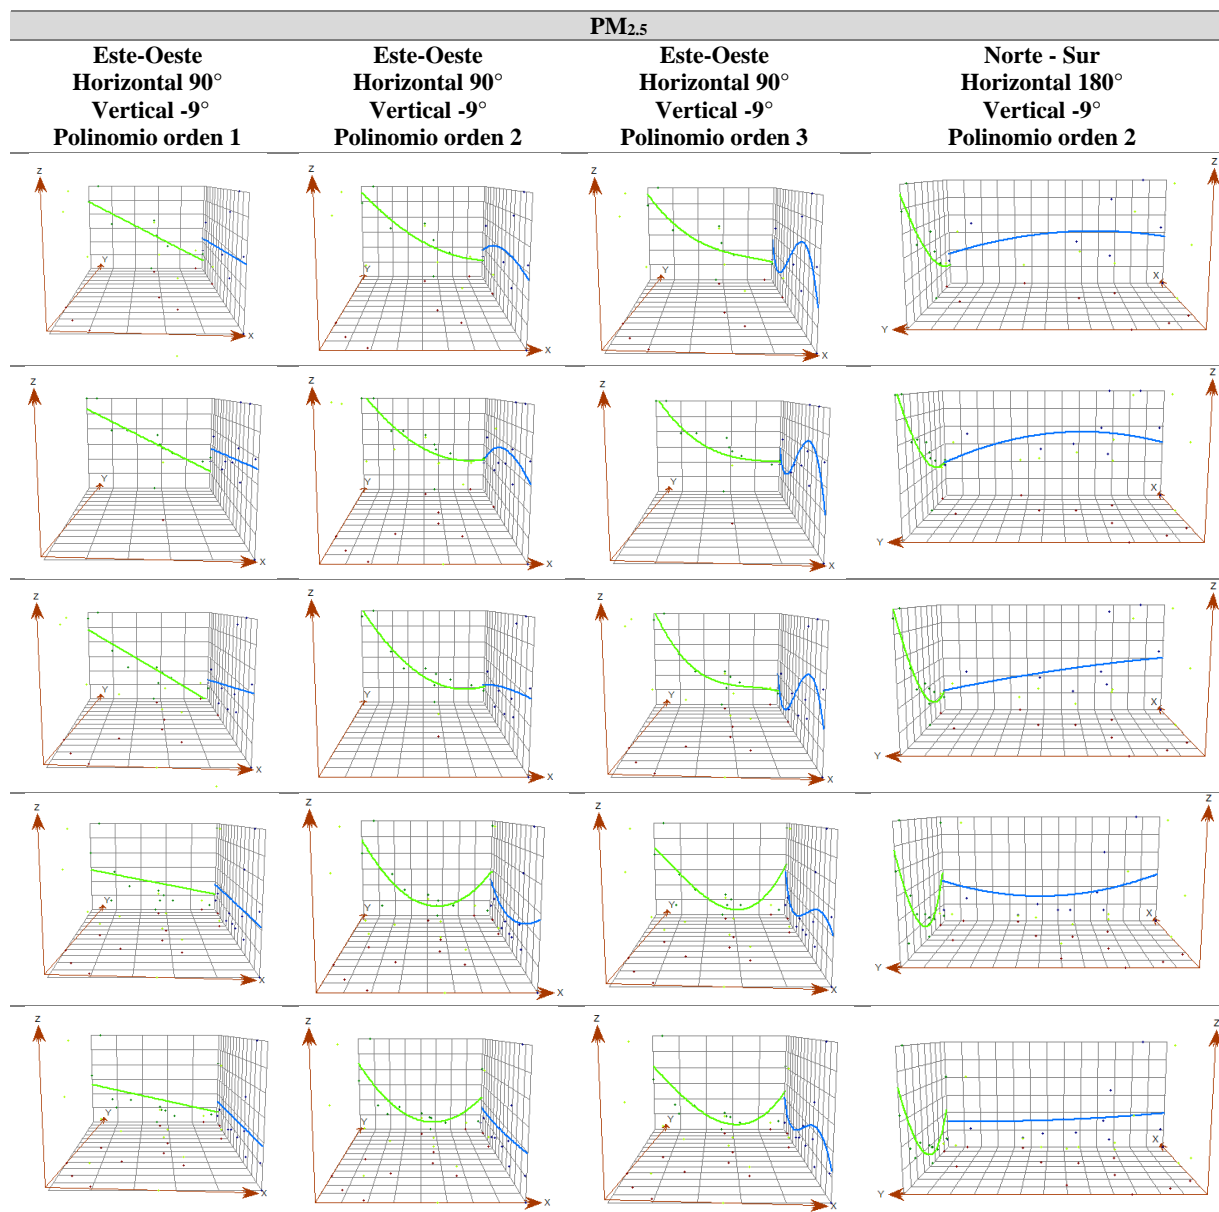 PM2.5
Este-Oeste
Horizontal 90°
Vertical -9°
Polinomio orden 1
Este-Oeste
Horizontal 90°
Vertical -9°
Polinomio orden 2
Este-Oeste
Horizontal 90°
Vertical -9°
Polinomio orden 3
Norte - Sur
Horizontal 180°
Vertical -9°
Polinomio orden 2
Z
Y
X
Z
Y
X
Z
Y
X
Z
X
Y
Z
Y
X
Z
Y
X
Z
Y
X
Z
X
Y
Z
Y
X
Z
Y
X
Z
Y
X
Z
X
Y
Z
Y
X
Z
Y
X
Z
Y
X
Z
X
Y
Z
Y
X
Z
Y
X
Z
Y
X
Z
X
Y